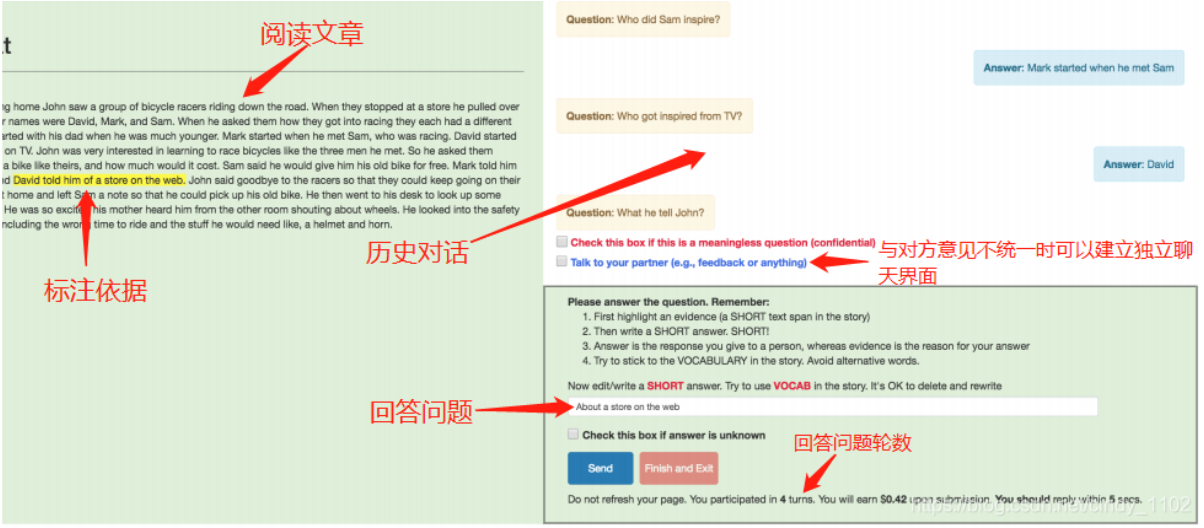 tt
阅读文章
ng home John saw a group of bicycle racers riding down the road. When they stopped at a store he pulled over
r names were David, Mark, and Sam. When he asked them how they got into racing they each had a different
arted with his dad when he was much younger. Mark started when he met Sam, who was racing. David started
on TV. John was very interested in learning to race bicycles like the three men he met. So he asked them
a bike like theirs, and how much would it cost. Sam said he would give him his old bike for free. Mark told him
nd David told him of a store on the web. John said goodbye to the racers so that they could keep going on their
t home and left Sam a note so that he could pick up his old bike. He then went to his desk to look up some
He was so excited his mother heard him from the other room shouting about wheels. He looked into the safety
including the wrong time to ride and the stuff he would need like, a helmet and horn.
标注依据
Question: Who did Sam inspire?
Answer: Mark started when he met Sam
Question: Who got inspired from TV?
Answer: David
历史对话
Question: What he tell John?
Check this box if this is a meaningless question (confidential)
Talk to your partner (e.g., feedback or anything)
与对方意见不统一时可以建立独立聊
天界面
Please answer the question. Remember:
1. First highlight an evidence (a SHORT text span in the story)
2. Then write a SHORT answer. SHORT!
3. Answer is the response you give to a person, whereas evidence is the reason for your answer
4. Try to stick to the VOCABULARY in the story. Avoid alternative words.
Now edit/write a SHORT answer. Try to use VOCAB in the story. It's OK to delete and rewrite
回答问题
About a store on the web
Check this box if answer is unknown
回答问题轮数
Send
Finish and Exit
Do not refresh your page. You participated in 4 turns. You will earn $0.42 upon submission. You should reply within 5 secs.
https://blog.csdn.net/cindy_1102